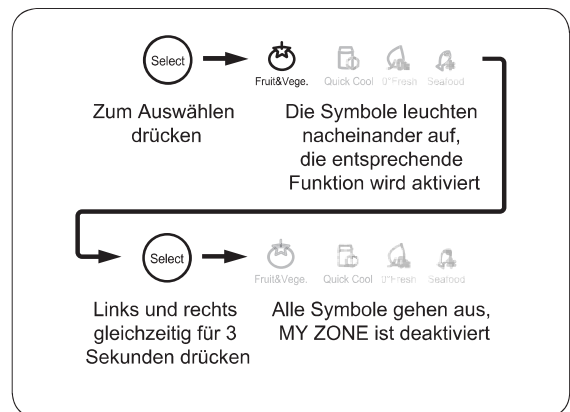 Select
Fruit&Vege. Quick Cool 0°Fresh Seafood
Zum Auswählen
drücken
Die Symbole leuchten
nacheinander auf,
die entsprechende
Funktion wird aktiviert
Select
Fruit&Vege. Quick Cool 0°Fresh Seafood
Links und rechts
gleichzeitig für 3
Sekunden drücken
Alle Symbole gehen aus,
MY ZONE ist deaktiviert